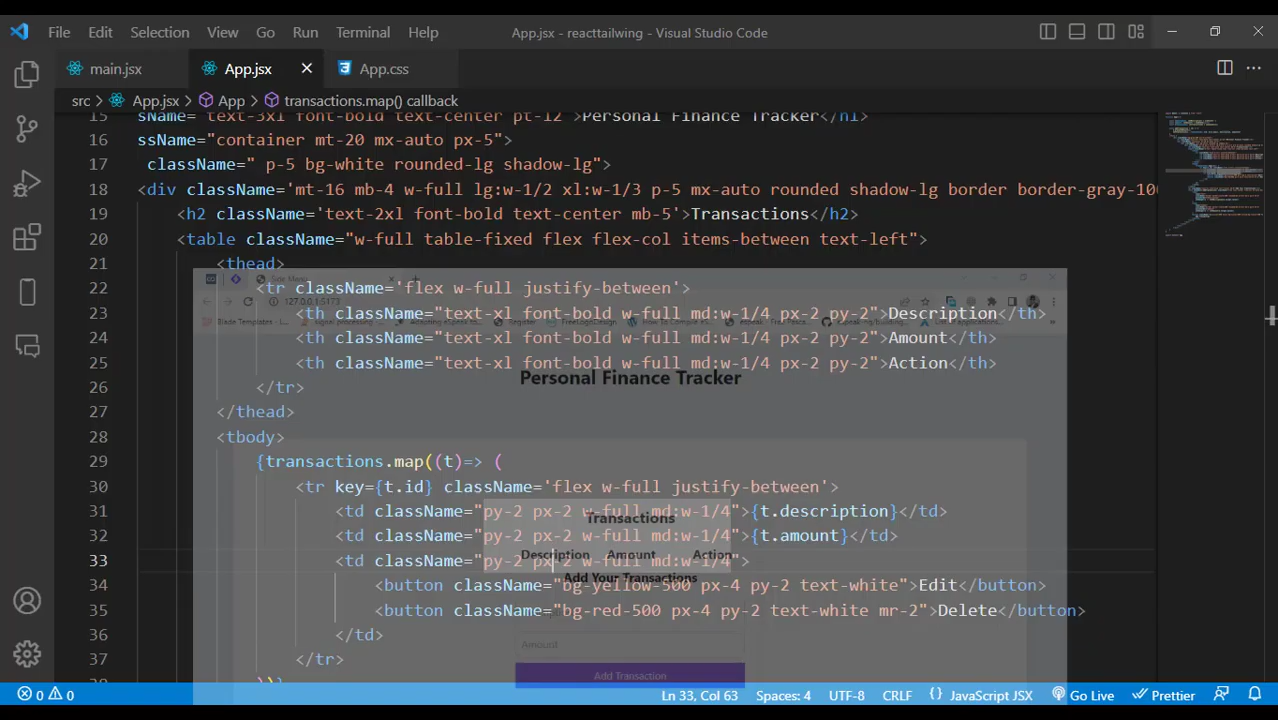 File Edit Selection View Go Run Terminal Help App.jsx - reacttailwing - Visual Studio Code
main.jsx App.jsx App.css
src App.jsx App transactions.map() callback
15 sName= text-3xl font-bold text-center pt-12 >Personal Finance Tracker</h1>
16 ssName="container mt-20 mx-auto px-5">
17 className=" p-5 bg-white rounded-lg shadow-lg">
18 <div className='mt-16 mb-4 w-full lg:w-1/2 xl:w-1/3 p-5 mx-auto rounded shadow-lg border border-gray-100
19 <h2 className='text-2xl font-bold text-center mb-5'>Transactions</h2>
20 <table className="w-full table-fixed flex flex-col items-between text-left">
21 <thead>
22 <tr className='flex w-full justify-between'>
127.0.0.1:5173
23 <th className="text-xl font-bold w-full md:w-1/4 px-2 py-2">Description</th>
24 <th className="text-xl font-bold w-full md:w-1/4 px-2 py-2">Amount</th>
25 <th className="text-xl font-bold w-full md:w-1/4 px-2 py-2">Action</th>
Personal Finance Tracker
26 </tr>
27 </thead>
28 <tbody>
29 {transactions.map((t)=> (
30 <tr key={t.id} className='flex w-full justify-between'>
31 <td className="py-2 px-2 w-full md:w-1/4">{t.description}</td>
Transactions
32 <td className="py-2 px-2 w-full md:w-1/4">{t.amount}</td>
Description Amount Action
33 <td className="py-2 px-2 w-full md:w-1/4">
Add Your Transactions
34 <button className="bg-yellow-500 px-4 py-2 text-white">Edit</button>
35 <button className="bg-red-500 px-4 py-2 text-white mr-2">Delete</button>
36 </td>
Amount
37 </tr>
Add Transaction
))}
0 0 Ln 33, Col 63 Spaces: 4 UTF-8 CRLF {} JavaScript JSX Go Live Prettier